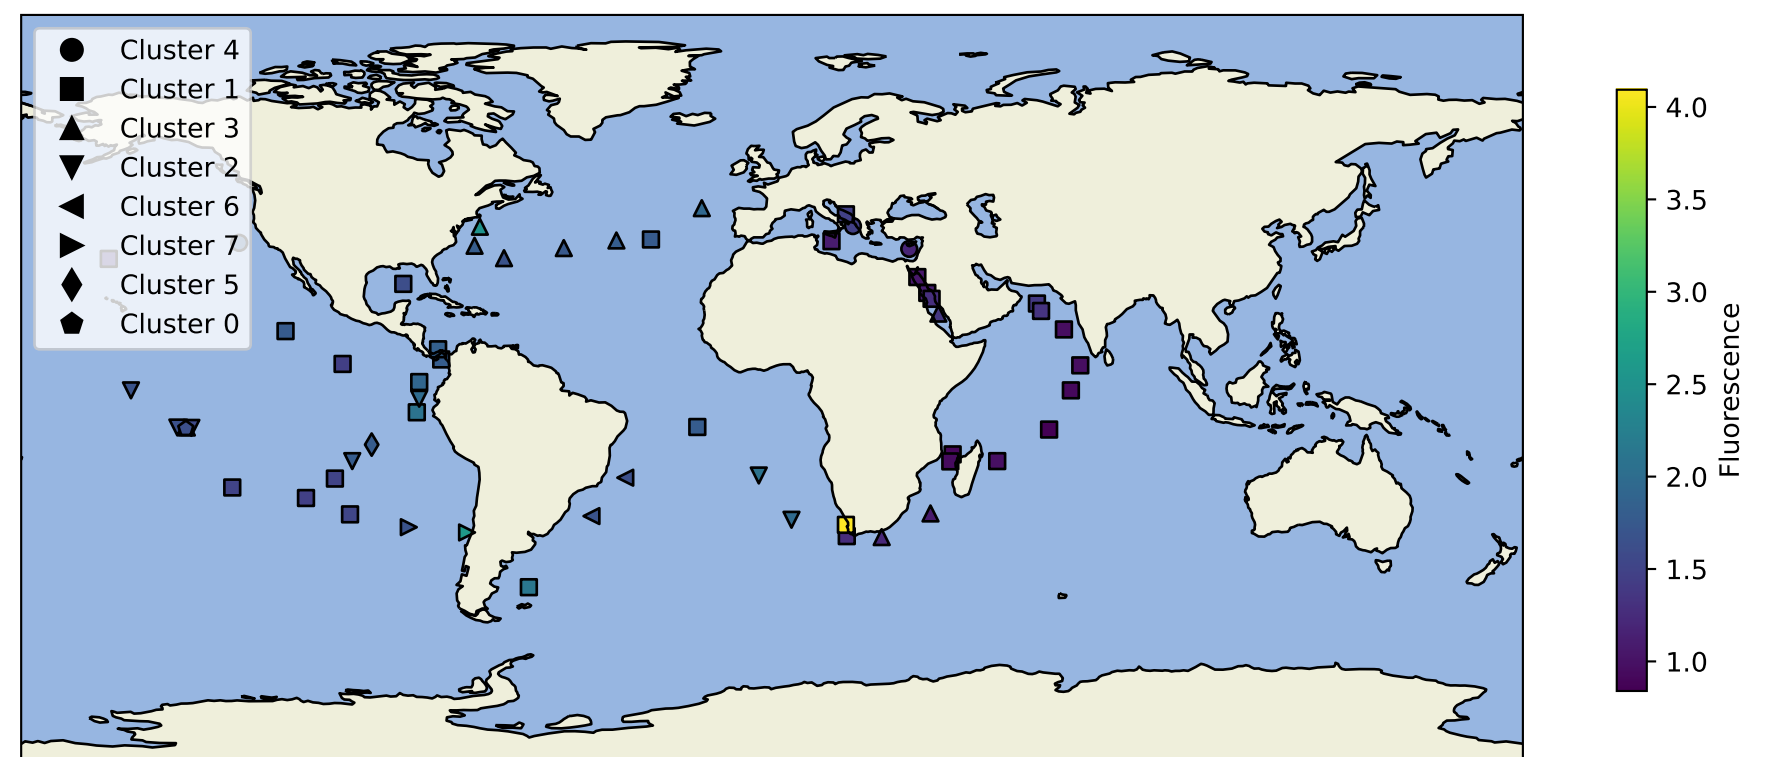 Cluster 4
Cluster 1
Cluster 3
Cluster 2
Cluster 6
Cluster 7
Cluster 5
Cluster 0
4.0
3.5
3.0
2.5
2.0
1.5
1.0
Fluorescence